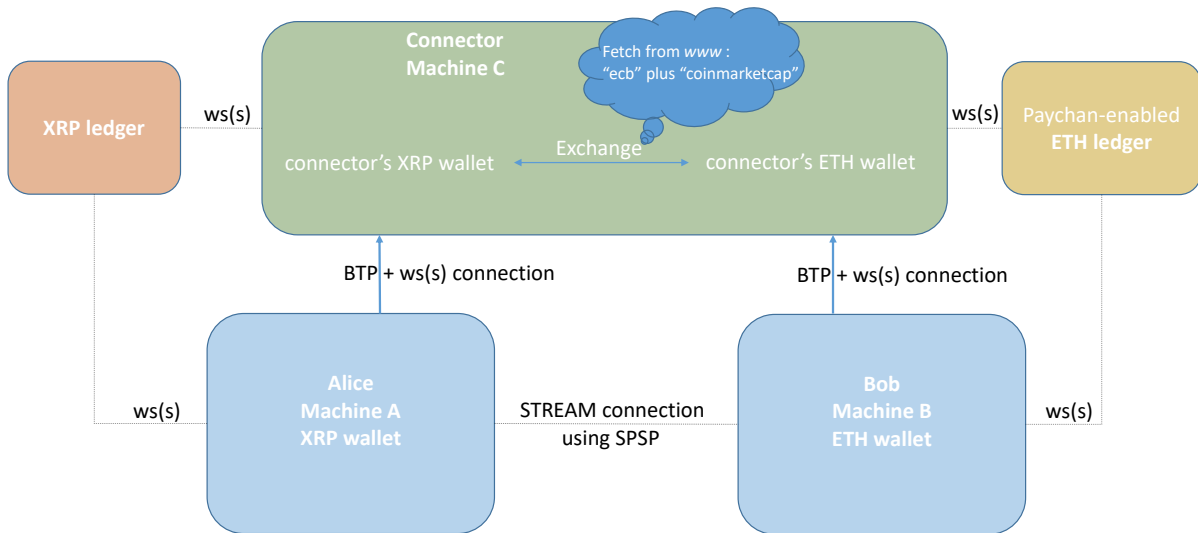 Connector
Machine C
Fetch from www :
“ecb” plus “coinmarketcap”
XRP ledger
ws(s)
ws(s)
Paychan-enabled
ETH ledger
Exchange
connector’s XRP wallet
connector’s ETH wallet
BTP + ws(s) connection
BTP + ws(s) connection
Alice
Machine A
XRP wallet
Bob
Machine B
ETH wallet
ws(s)
STREAM connection
using SPSP
ws(s)